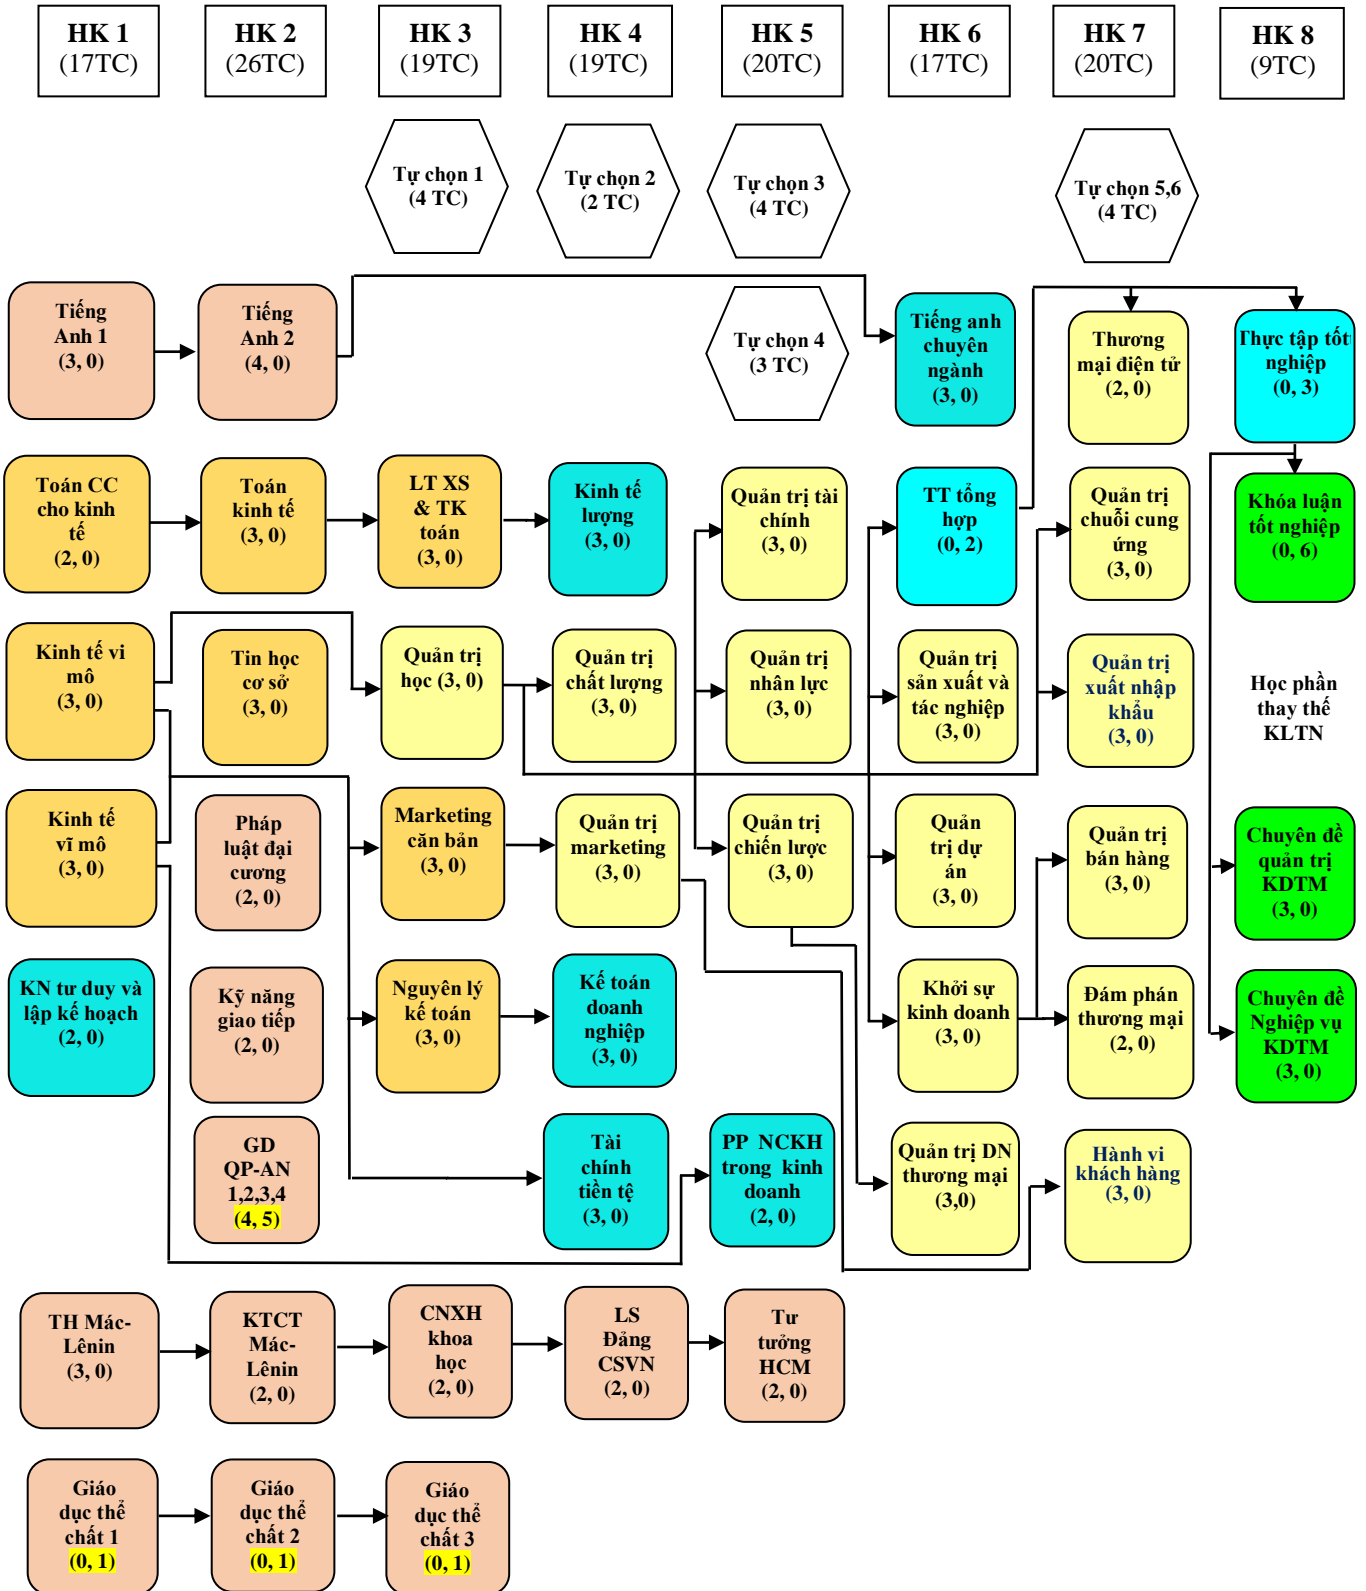 HK 1
(17TC)
HK 2
(26TC)
HK 3
(19TC)
HK 4
(19TC)
HK 5
(20TC)
HK 6
(17TC)
HK 7
(20TC)
HK 8
(9TC)
Tự chọn 1
(4 TC)
Tự chọn 2
(2 TC)
Tự chọn 3
(4 TC)
Tự chọn 5,6
(4 TC)
Tiếng
Anh 1
(3, 0)
Tiếng
Anh 2
(4, 0)
Tự chọn 4
(3 TC)
Tiếng anh
chuyên
ngành
(3, 0)
Thương
mại điện tử
(2, 0)
Thực tập tốt
nghiệp
(0, 3)
Toán CC
cho kinh
tế
(2, 0)
Toán
kinh tế
(3, 0)
LT XS
& TK
toán
(3, 0)
Kinh tế
lượng
(3, 0)
Quản trị tài
chính
(3, 0)
TT tổng
hợp
(0, 2)
Quản trị
chuỗi cung
ứng
(3, 0)
Khóa luận
tốt nghiệp
(0, 6)
Kinh tế vi
mô
(3, 0)
Tin học
cơ sở
(3, 0)
Quản trị
học (3, 0)
Quản trị
chất lượng
(3, 0)
Quản trị
nhân lực
(3, 0)
Quản trị
sản xuất và
tác nghiệp
(3, 0)
Quản trị
xuất nhập
khẩu
(3, 0)
Học phần
thay thế
KLTN
Kinh tế
vĩ mô
(3, 0)
Pháp
luật đại
cương
(2, 0)
Marketing
căn bản
(3, 0)
Quản trị
marketing
(3, 0)
Quản trị
chiến lược
(3, 0)
Quản
trị dự
án
(3, 0)
Quản trị
bán hàng
(3, 0)
Chuyên đề
quản trị
KDTM
(3, 0)
KN tư duy và
lập kế hoạch
(2, 0)
Kỹ năng
giao tiếp
(2, 0)
Nguyên lý
kế toán
(3, 0)
Kế toán
doanh
nghiệp
(3, 0)
Khởi sự
kinh doanh
(3, 0)
Đám phán
thương mại
(2, 0)
Chuyên đề
Nghiệp vụ
KDTM
(3, 0)
GD
QP-AN
1,2,3,4
(4, 5)
Tài
chính
tiền tệ
(3, 0)
PP NCKH
trong kinh
doanh
(2, 0)
Quản trị DN
thương mại
(3,0)
Hành vi
khách hàng
(3, 0)
TH Mác-
Lênin
(3, 0)
KTCT
Mác-
Lênin
(2, 0)
CNXH
khoa
học
(2, 0)
LS
Đảng
CSVN
(2, 0)
Tư
tưởng
HCM
(2, 0)
Giáo
dục thể
chất 1
(0, 1)
Giáo
dục thể
chất 2
(0, 1)
Giáo
dục thể
chất 3
(0, 1)